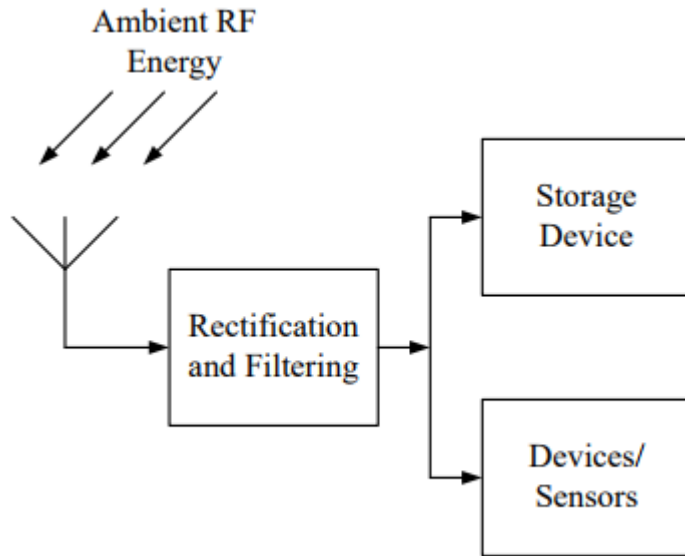 Ambient RF
Energy
Storage
Device
Rectification
and Filtering
Devices/
Sensors